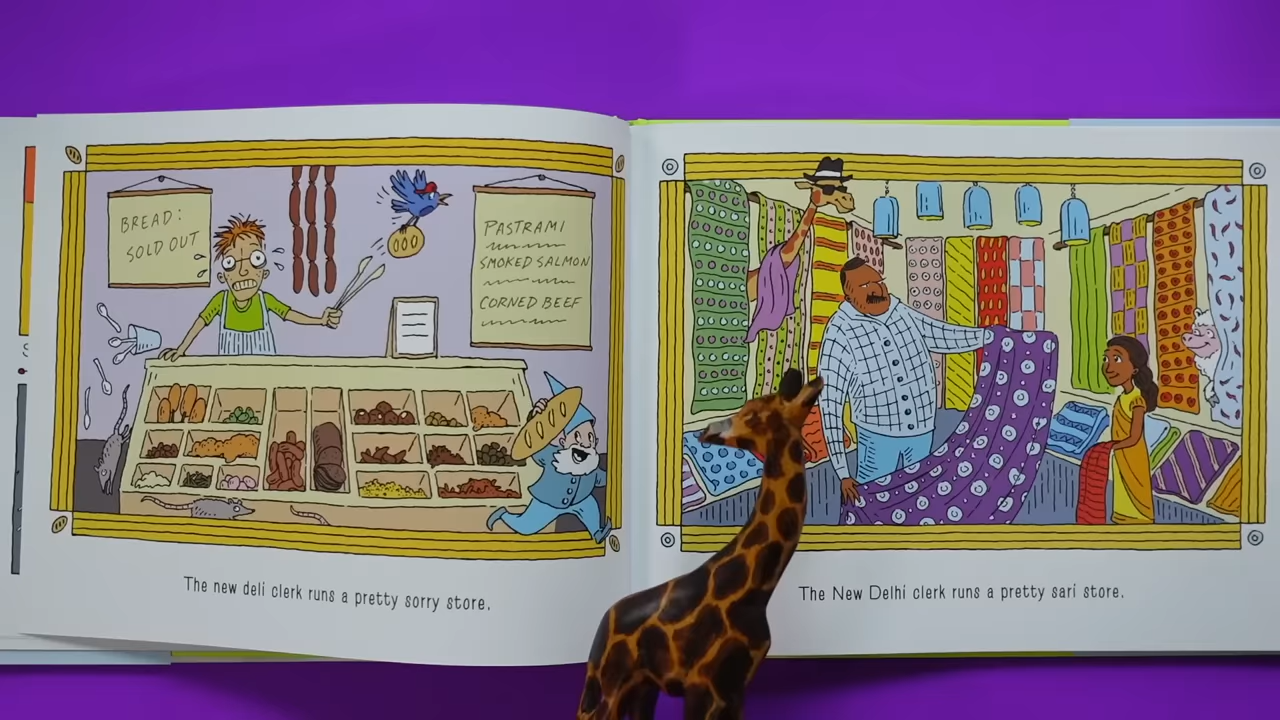 BREAD:
SOLD OUT
PASTRAMI
SMOKED SALMON
CORNED BEEF
The new deli clerk runs a pretty sorry store.
The New Delhi clerk runs a pretty sari store.